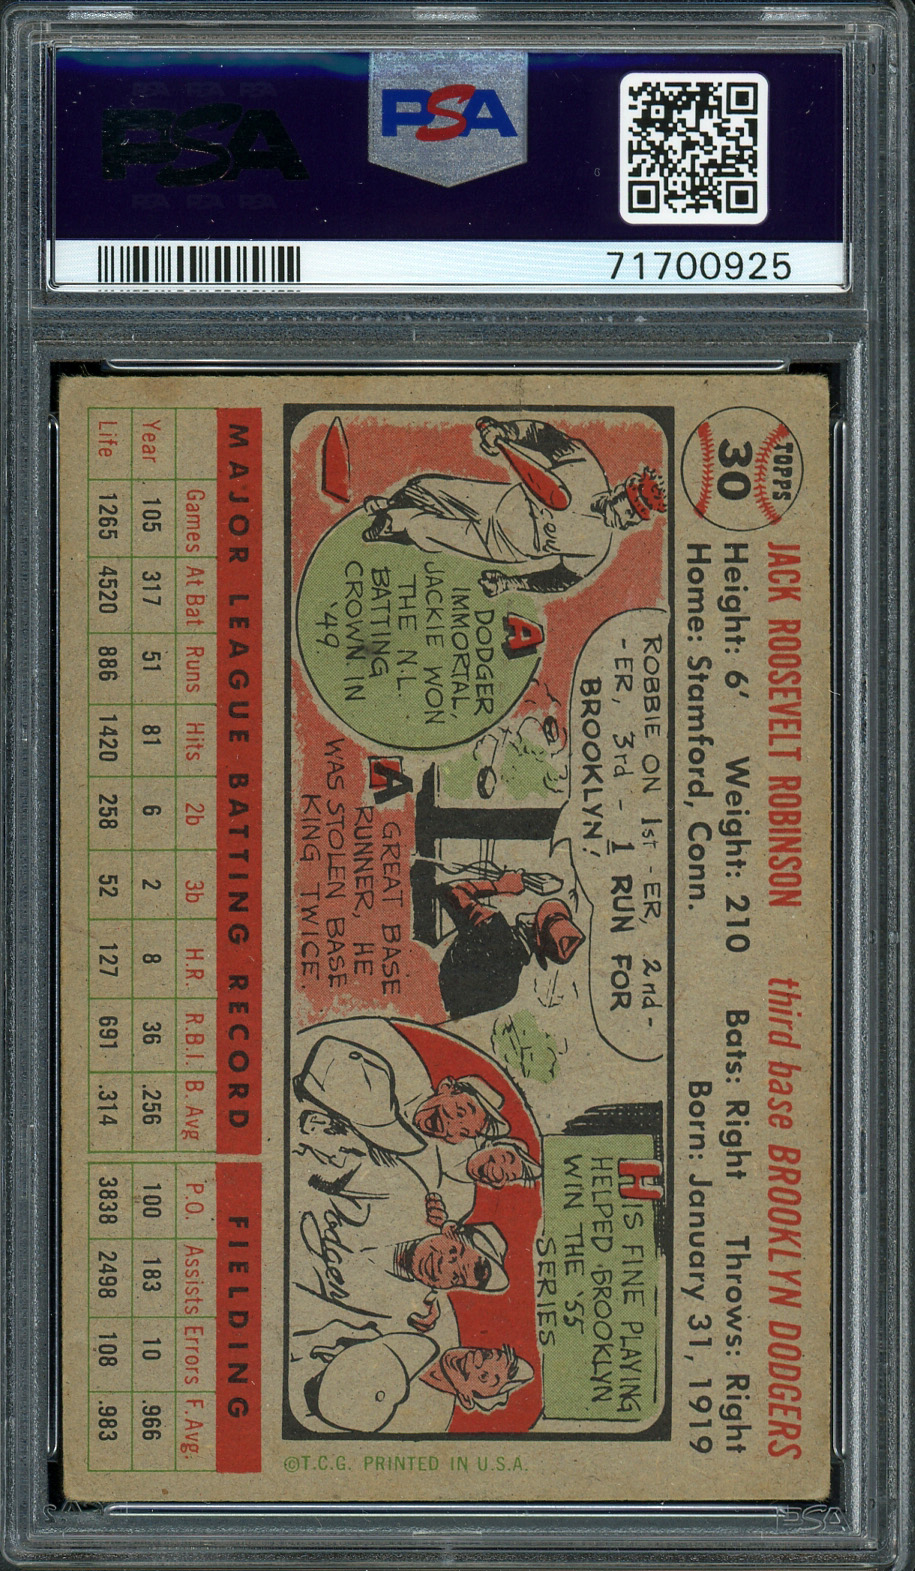 PSA
PSA
71700925
TOPPS
30
JACK ROOSEVELT ROBINSON third base BROOKLYN DODGERS
Height: 6' Weight: 210 Bats: Right Throws: Right
Home: Stamford, Conn. Born: January 31, 1919
DODGER
IMMORTAL,
JACKIE WON
THE N.L.
BATTING
CROWN IN
'49.
ROBBIE ON 1st-ER, 2nd-
-ER, 3rd - 1 RUN FOR
BROOKLYN!
A GREAT BASE
RUNNER, HE
WAS STOLEN BASE
KING TWICE.
HIS FINE PLAYING
HELPED BROOKLYN
WIN THE '55
SERIES
Dodgers
MAJOR LEAGUE BATTING RECORD FIELDING
Games At Bat Runs Hits 2b 3b H.R. R.B.I. B. Avg P.O. Assists Errors F. Avg.
Year 105 317 51 81 6 2 8 36 .256 100 183 10 .966
Life 1265 4520 886 1420 258 52 127 691 .314 3838 2498 108 .983
©T.C.G. PRINTED IN U.S.A.
PSA